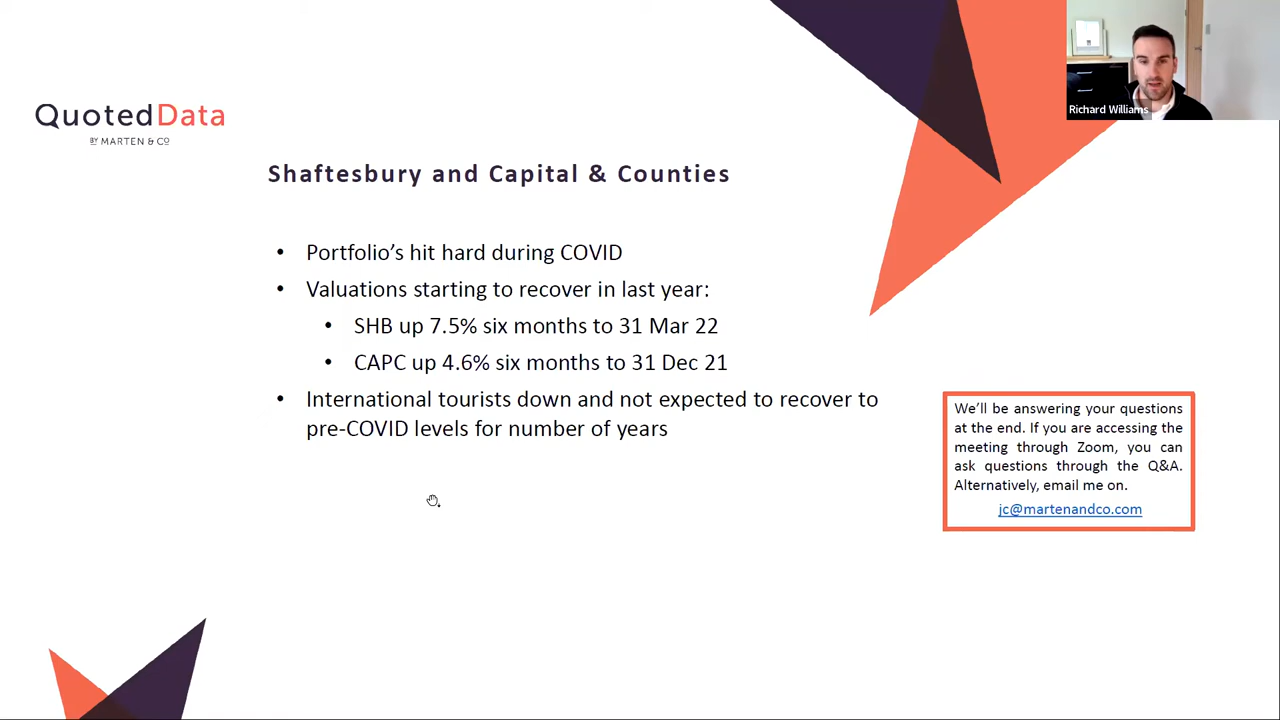 QuotedData
BY MARTEN & CO
Richard Williams
Shaftesbury and Capital & Counties
• Portfolio's hit hard during COVID
• Valuations starting to recover in last year:
• SHB up 7.5% six months to 31 Mar 22
• CAPC up 4.6% six months to 31 Dec 21
• International tourists down and not expected to recover to
pre-COVID levels for number of years
We'll be answering your questions
at the end. If you are accessing the
meeting through Zoom, you can
ask questions through the Q&A.
Alternatively, email me on.
jc@martenandco.com